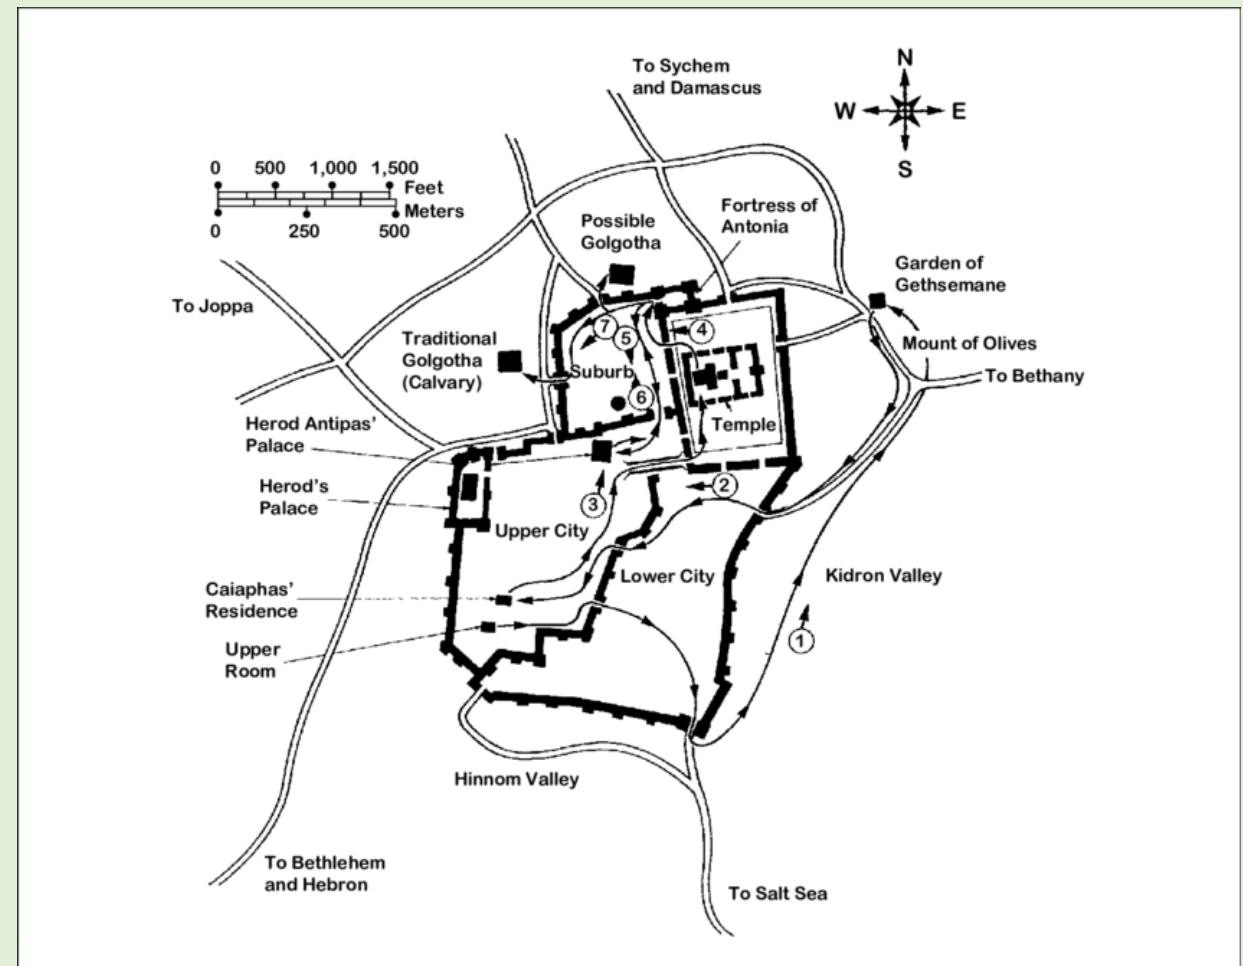 To Sychem
and Damascus
N
W
E
S
0 500 1,000 1,500
Feet
Meters
0 250 500
Possible
Golgotha
Fortress of
Antonia
Garden of
Gethsemane
To Joppa
Traditional
Golgotha
(Calvary)
7
5
4
Mount of Olives
Suburb
To Bethany
6
Herod Antipas'
Palace
Temple
Herod's
Palace
2
3
Upper City
Lower City
Kidron Valley
Caiaphas'
Residence
1
Upper
Room
Hinnom Valley
To Bethlehem
and Hebron
To Salt Sea